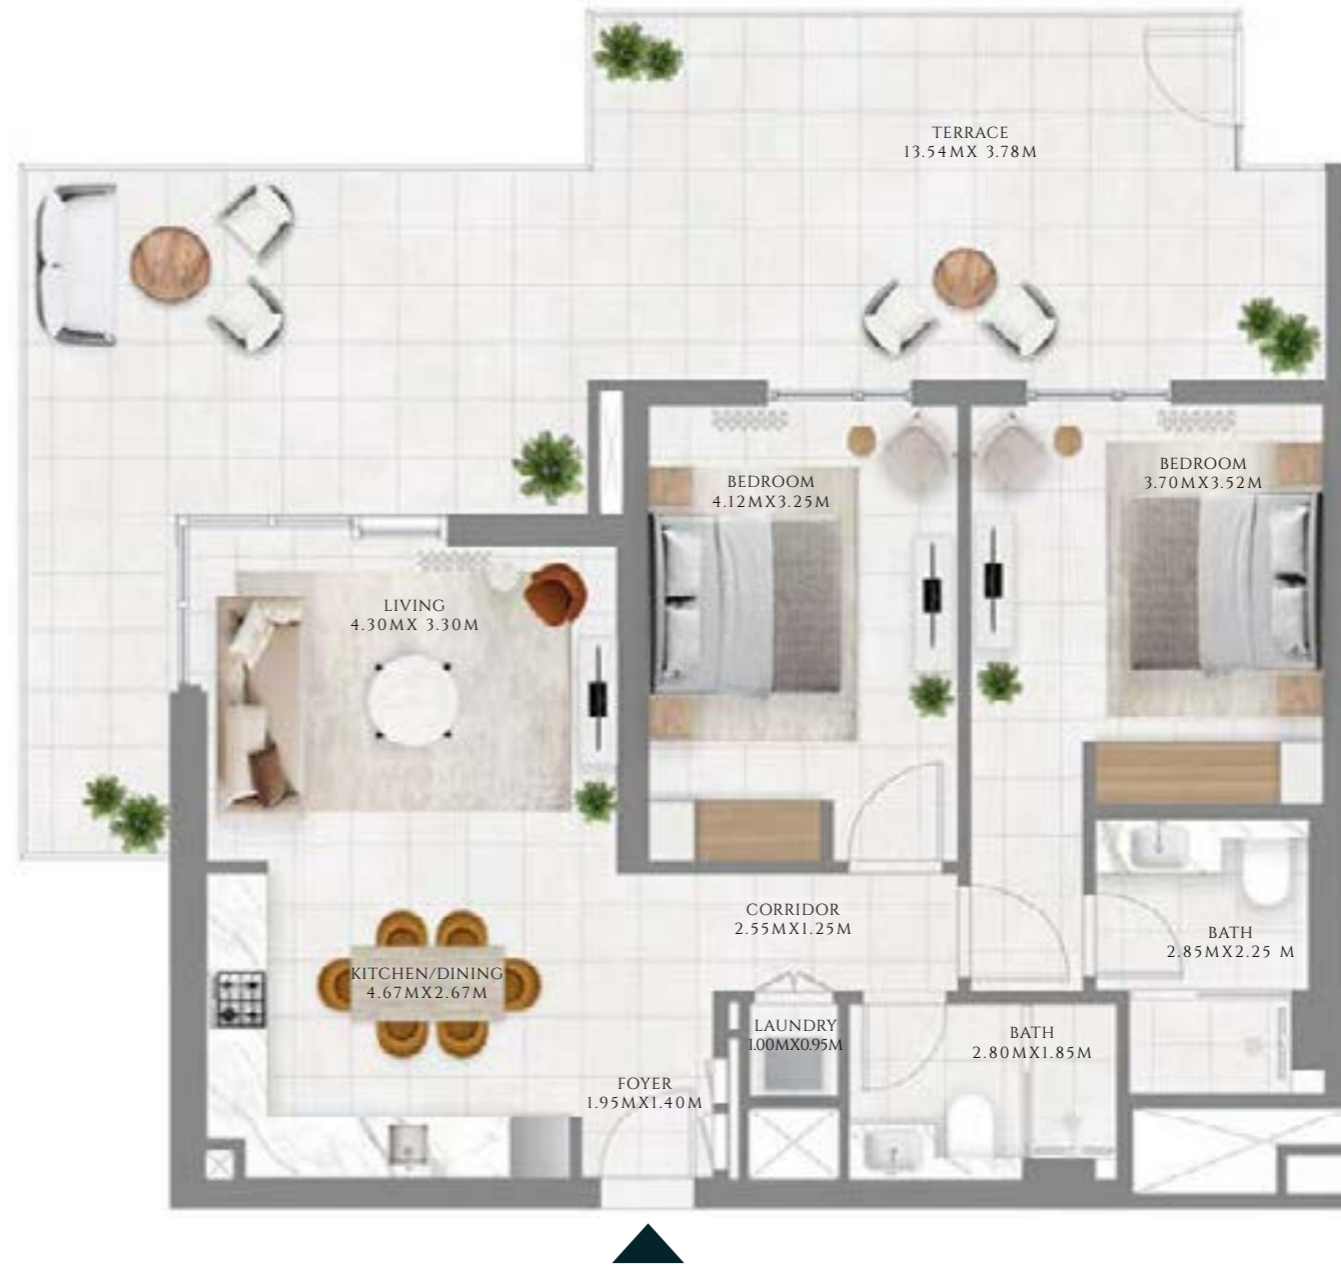 TERRACE
13.54MX 3.78M
BEDROOM
4.12MX3.25M
BEDROOM
3.70MX3.52M
LIVING
4.30MX 3.30M
CORRIDOR
2.55MX1.25M
BATH
2.85MX2.25 M
KITCHEN/DINING
4.67MX2.67M
LAUNDRY
1.00MX0.95M
BATH
2.80MX1.85M
FOYER
1.95MX1.40M